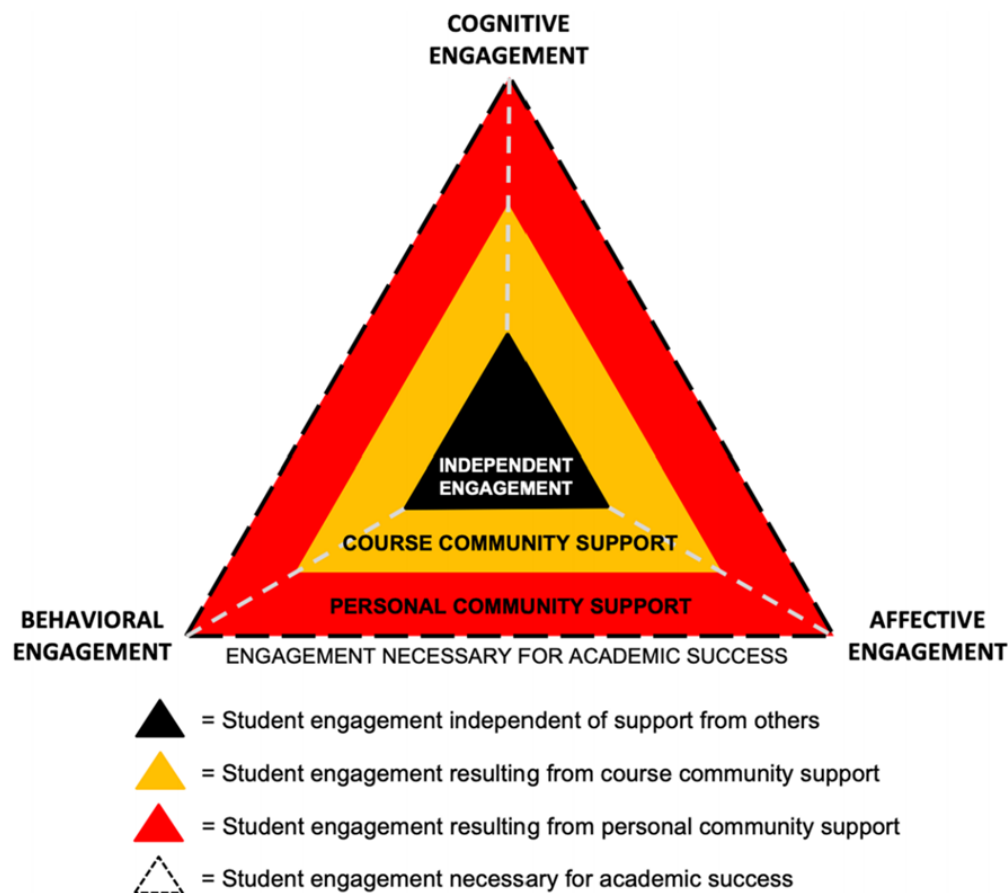 COGNITIVE
ENGAGEMENT
INDEPENDENT
ENGAGEMENT
COURSE COMMUNITY SUPPORT
PERSONAL COMMUNITY SUPPORT
BEHAVIORAL
ENGAGEMENT
AFFECTIVE
ENGAGEMENT
ENGAGEMENT NECESSARY FOR ACADEMIC SUCCESS
= Student engagement independent of support from others
= Student engagement resulting from course community support
= Student engagement resulting from personal community support
= Student engagement necessary for academic success